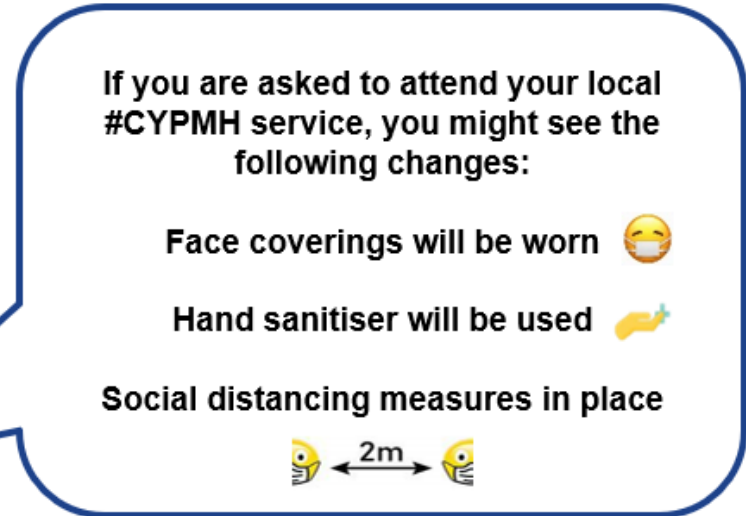 If you are asked to attend your local
#CYPMH service, you might see the
following changes:
Face coverings will be worn
Hand sanitiser will be used
Social distancing measures in place
2m